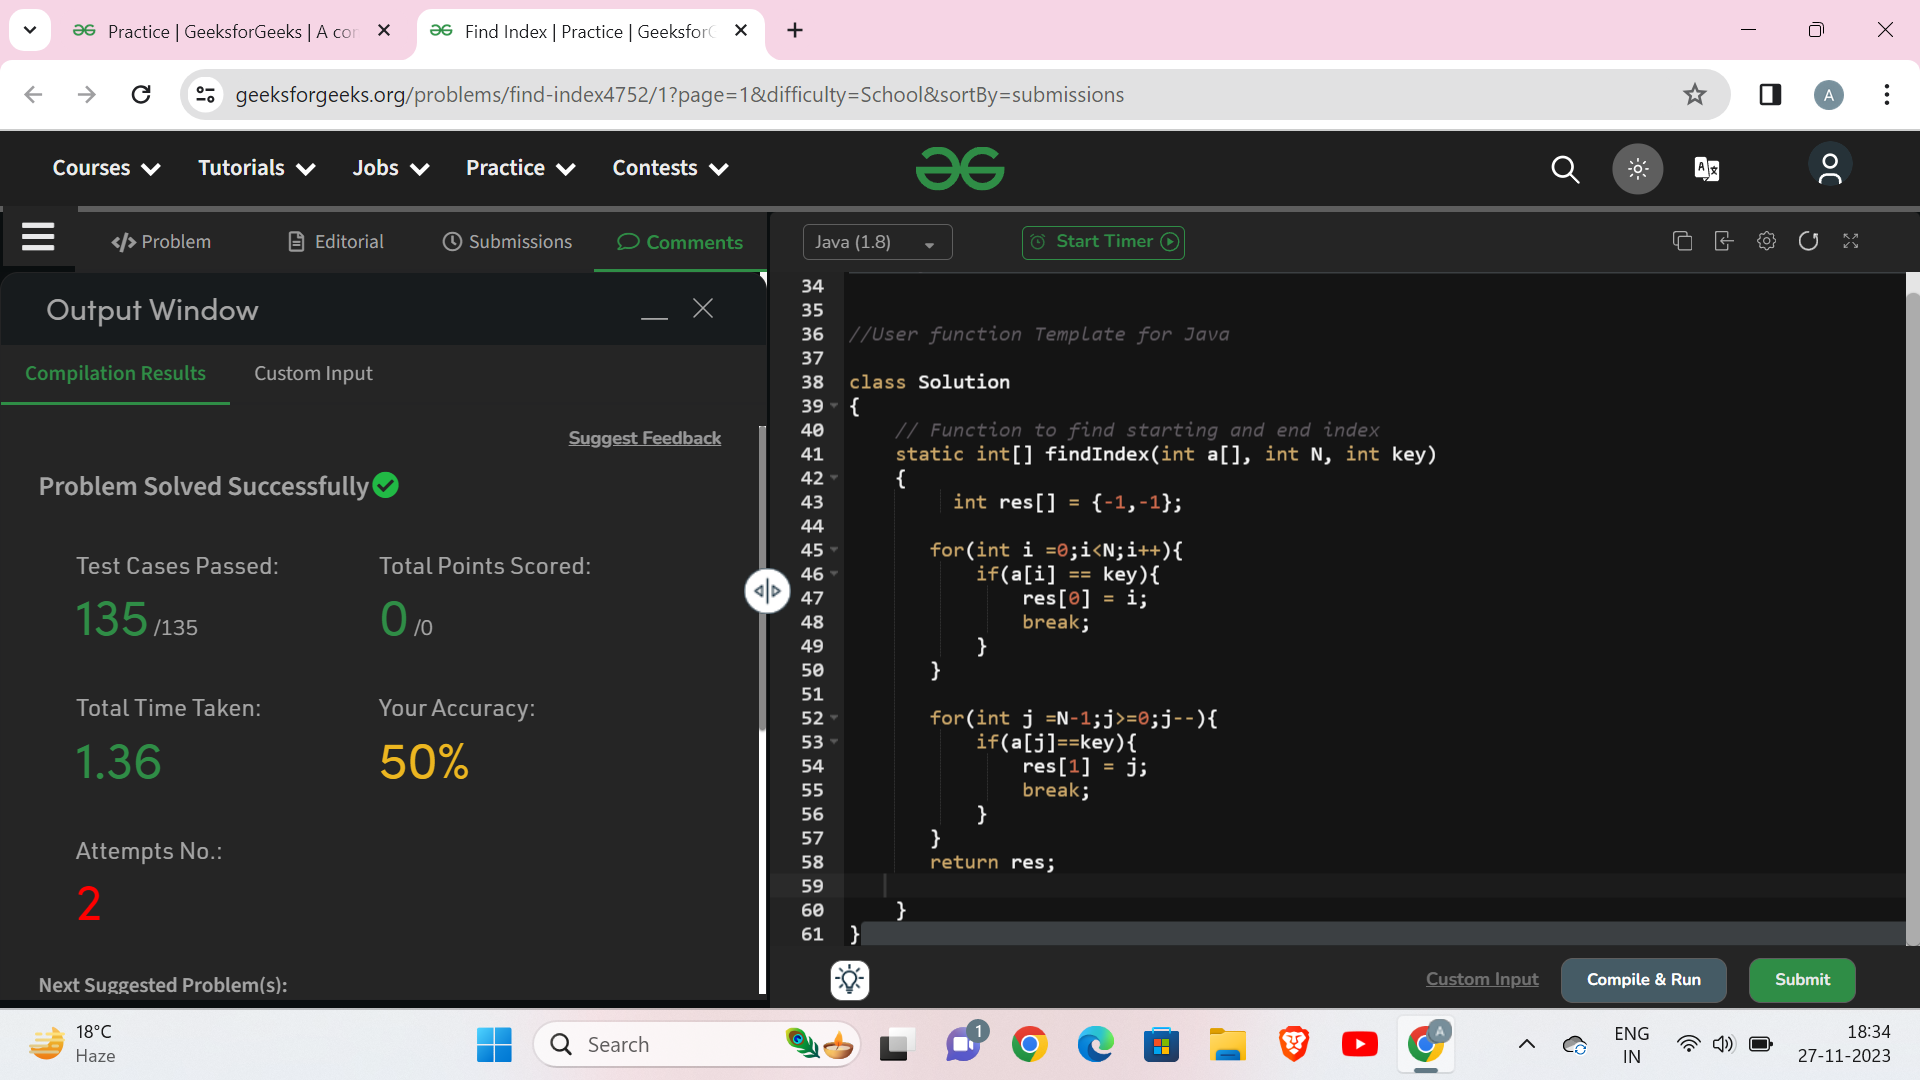 Practice | GeeksforGeeks | A co
Find Index | Practice | Geeksfor
geeksforgeeks.org/problems/find-index4752/1?page=1&difficulty=School&sortBy=submissions
A
Courses
Tutorials
Jobs
Practice
Contests
Problem
Editorial
Submissions
Comments
Java (1.8)
Start Timer
Output Window
Compilation Results
Custom Input
Suggest Feedback
Problem Solved Successfully
Test Cases Passed:
Total Points Scored:
135 /135
0 /0
Total Time Taken:
Your Accuracy:
1.36
50%
Attempts No.:
2
Next Suggested Problem(s):
34
35
36 //User function Template for Java
37
38 class Solution
39 {
40 // Function to find starting and end index
41 static int[] findIndex(int a[], int N, int key)
42 {
43 int res[] = {-1,-1};
44
45 for(int i =0;i<N;i++){
46 if(a[i] == key){
47 res[0] = i;
48 break;
49 }
50 }
51
52 for(int j =N-1;j>=0;j--){
53 if(a[j]==key){
54 res[1] = j;
55 break;
56 }
57 }
58 return res;
59
60 }
61 }
Custom Input
Compile & Run
Submit
18°C
Haze
Search
1
A
ENG
IN
18:34
27-11-2023